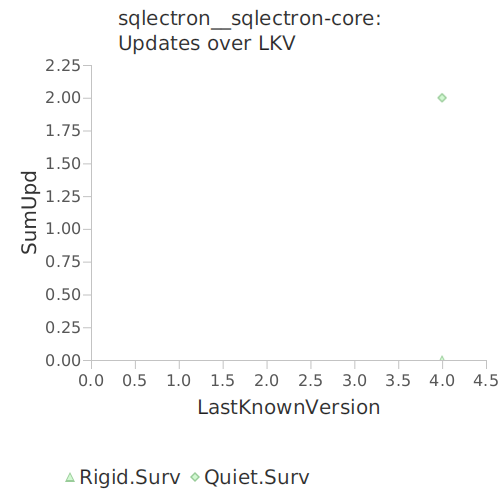 sqlectron__sqlectron-core:
Updates over LKV
2.25
2.00
1.75
1.50
1.25
1.00
0.75
0.50
0.25
0.00
SumUpd
0.0 0.5 1.0 1.5 2.0 2.5 3.0 3.5 4.0 4.5
LastKnownVersion
Rigid.Surv Quiet.Surv